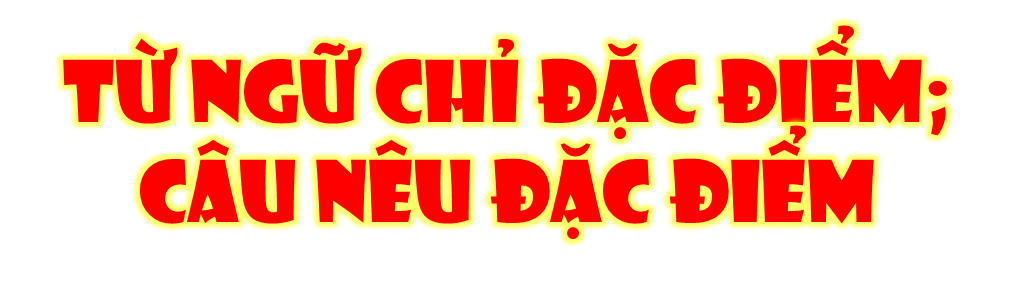 TỪ NGỮ CHỈ ĐẶC ĐIỂM;
CÂU NÊU ĐẶC ĐIỂM